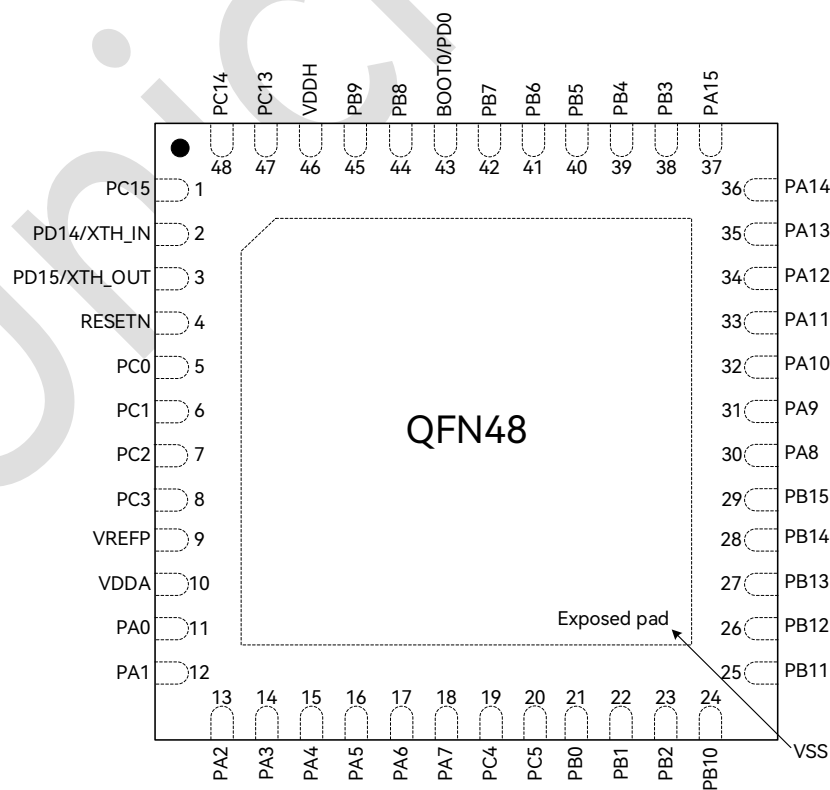 PC14 PC13 VDDH PB9 PB8 BOOT0/PD0 PB7 PB6 PB5 PB4 PB3 PA15
48 47 46 45 44 43 42 41 40 39 38 37
PC15 1 36 PA14
PD14/XTH_IN 2 35 PA13
PD15/XTH_OUT 3 34 PA12
RESETN 4 33 PA11
PC0 5 32 PA10
PC1 6 31 PA9
QFN48
PC2 7 30 PA8
PC3 8 29 PB15
VREFP 9 28 PB14
VDDA 10 27 PB13
Exposed pad
PA0 11 26 PB12
PA1 12 25 PB11
13 14 15 16 17 18 19 20 21 22 23 24
PA2 PA3 PA4 PA5 PA6 PA7 PC4 PC5 PB0 PB1 PB2 PB10
VSS